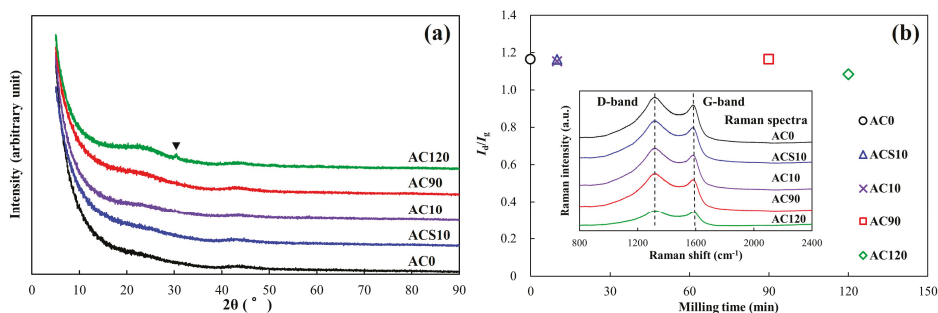 (a)
Intensity (arbitrary unit)
AC120
AC90
AC10
ACS10
AC0
0 10 20 30 40 50 60 70 80 90
2θ ( ° )
(b)
Id/Ig
1.4
1.2
1.0
0.8
0.6
0.4
0.2
0
0 30 60 90 120 150
Milling time (min)
D-band
G-band
Raman spectra
AC0
ACS10
AC10
AC90
AC120
Raman intensity (a.u.)
800 1600 2000 2400
Raman shift (cm-1)
AC0
ACS10
AC10
AC90
AC120